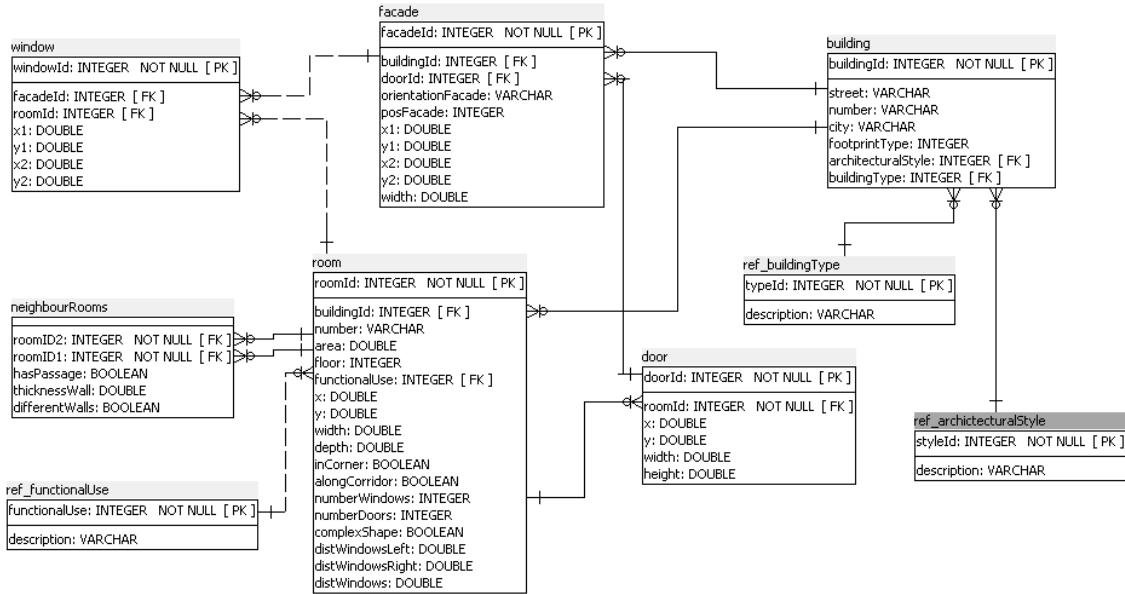 facade
facadeId: INTEGER NOT NULL [ PK ]
buildingId: INTEGER [ FK ]
doorId: INTEGER [ FK ]
orientationFacade: VARCHAR
posFacade: INTEGER
x1: DOUBLE
y1: DOUBLE
x2: DOUBLE
y2: DOUBLE
width: DOUBLE
window
windowId: INTEGER NOT NULL [ PK ]
facadeId: INTEGER [ FK ]
roomId: INTEGER [ FK ]
x1: DOUBLE
y1: DOUBLE
x2: DOUBLE
y2: DOUBLE
building
buildingId: INTEGER NOT NULL [ PK ]
street: VARCHAR
number: VARCHAR
city: VARCHAR
footprintType: INTEGER
architecturalStyle: INTEGER [ FK ]
buildingType: INTEGER [ FK ]
room
roomId: INTEGER NOT NULL [ PK ]
buildingId: INTEGER [ FK ]
number: VARCHAR
area: DOUBLE
floor: INTEGER
functionalUse: INTEGER [ FK ]
x: DOUBLE
y: DOUBLE
width: DOUBLE
depth: DOUBLE
inCorner: BOOLEAN
alongCorridor: BOOLEAN
numberWindows: INTEGER
numberDoors: INTEGER
complexShape: BOOLEAN
distWindowsLeft: DOUBLE
distWindowsRight: DOUBLE
distWindows: DOUBLE
ref_buildingType
typeId: INTEGER NOT NULL [ PK ]
description: VARCHAR
neighbourRooms
roomID2: INTEGER NOT NULL [ FK ]
roomID1: INTEGER NOT NULL [ FK ]
hasPassage: BOOLEAN
thicknessWall: DOUBLE
differentWalls: BOOLEAN
door
doorId: INTEGER NOT NULL [ PK ]
roomId: INTEGER NOT NULL [ FK ]
x: DOUBLE
y: DOUBLE
width: DOUBLE
height: DOUBLE
ref_archictecturalStyle
styleId: INTEGER NOT NULL [ PK ]
description: VARCHAR
ref_functionalUse
functionalUse: INTEGER NOT NULL [ PK ]
description: VARCHAR